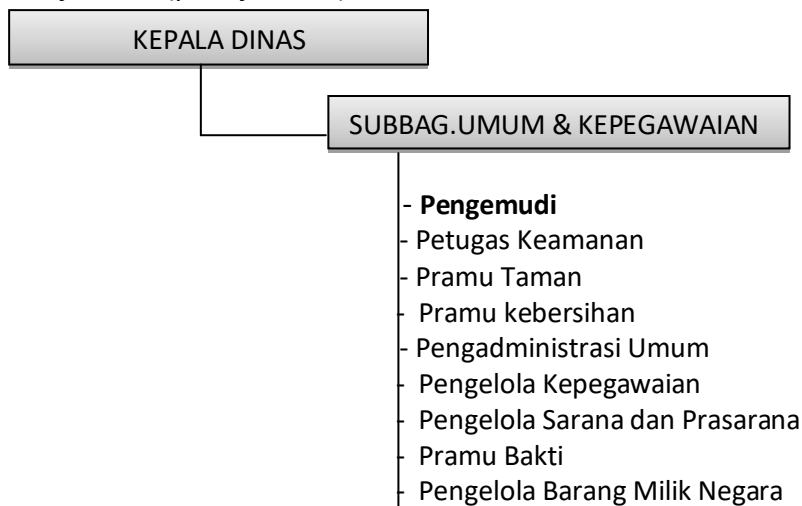 KEPALA DINAS
SUBBAG.UMUM & KEPEGAWAIAN
- Pengemudi
- Petugas Keamanan
- Pramu Taman
- Pramu kebersihan
- Pengadministrasi Umum
- Pengelola Kepegawaian
- Pengelola Sarana dan Prasarana
- Pramu Bakti
- Pengelola Barang Milik Negara